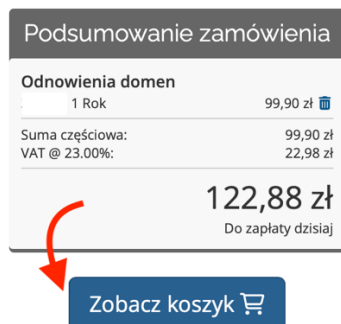 Podsumowanie zamówienia
Odnowienia domen
1 Rok 99,90 zł
Suma częściowa: 99,90 zł
VAT @ 23.00%: 22,98 zł
122,88 zł
Do zapłaty dzisiaj
Zobacz koszyk